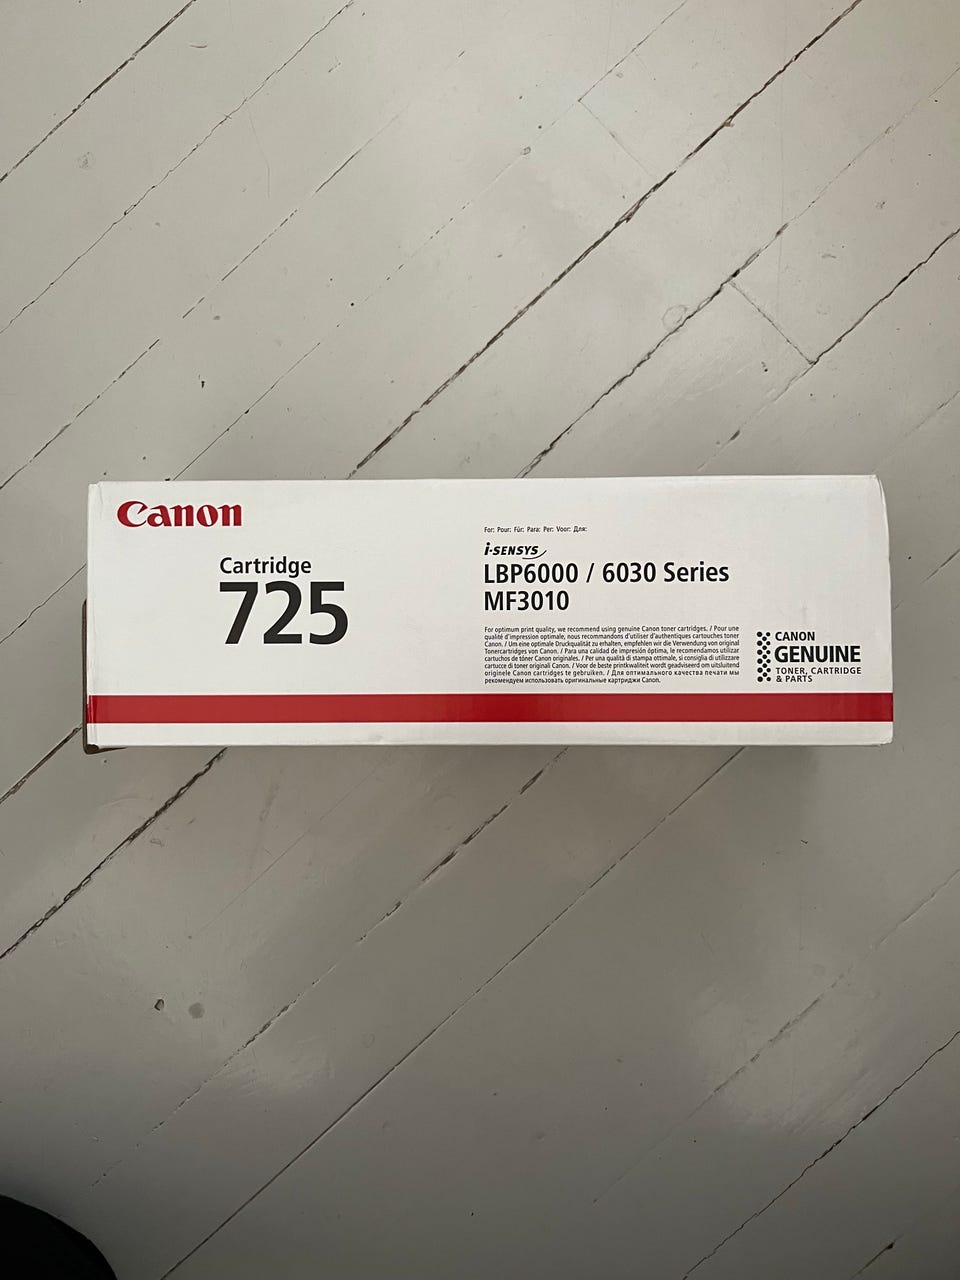 Canon
Cartridge
725
For: Pour: Für: Para: Per: Voor: Для:
i-SENSYS
LBP6000 / 6030 Series
MF3010
For optimum print quality, we recommend using genuine Canon toner cartridges. / Pour une
qualité d'impression optimale, nous recommandons d'utiliser d'authentiques cartouches toner
Canon. / Um eine optimale Druckqualität zu erhalten, empfehlen wir die Verwendung von original
Tonercartridges von Canon. / Para una calidad de impresión óptima, le recomendamos utilizar
cartuchos de tóner Canon originales. / Per una qualità di stampa ottimale, si consiglia di utilizzare
cartucce di toner originali Canon. / Voor de beste printkwaliteit wordt geadviseerd om uitsluitend
originele Canon cartridges te gebruiken. / Для оптимального качества печати мы
рекомендуем использовать оригинальные картриджи Canon.
CANON
GENUINE
TONER, CARTRIDGE
& PARTS